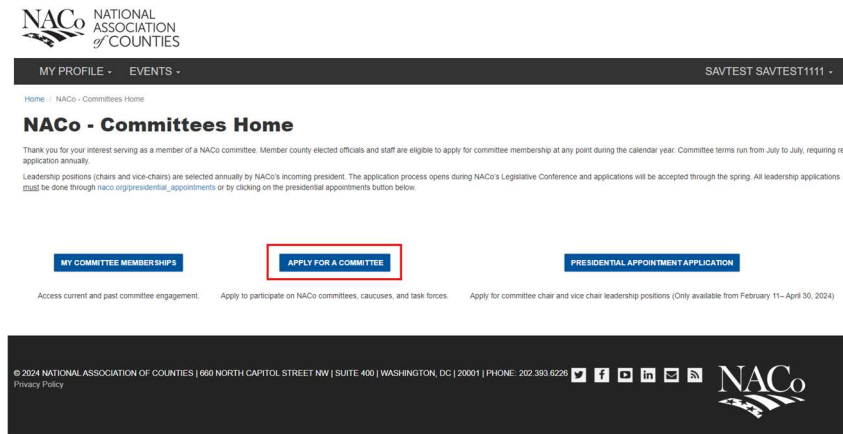 NACo NATIONAL
ASSOCIATION
of COUNTIES
MY PROFILE EVENTS SAVTEST SAVTEST1111
Home / NACo - Committees Home
NACo - Committees Home
Thank you for your interest serving as a member of a NACo committee. Member county elected officials and staff are eligible to apply for committee membership at any point during the calendar year. Committee terms run from July to July, requiring re
application annually.
Leadership positions (chairs and vice-chairs) are selected annually by NACo's incoming president. The application process opens during NACo's Legislative Conference and applications will be accepted through the spring. All leadership applications
must be done through naco.org/presidential_appointments or by clicking on the presidential appointments button below.
MY COMMITTEE MEMBERSHIPS APPLY FOR A COMMITTEE PRESIDENTIAL APPOINTMENT APPLICATION
Access current and past committee engagement. Apply to participate on NACo committees, caucuses, and task forces. Apply for committee chair and vice chair leadership positions (Only available from February 11– April 30, 2024)
© 2024 NATIONAL ASSOCIATION OF COUNTIES | 660 NORTH CAPITOL STREET NW | SUITE 400 | WASHINGTON, DC | 20001 | PHONE: 202.393.6226
Privacy Policy
NACo